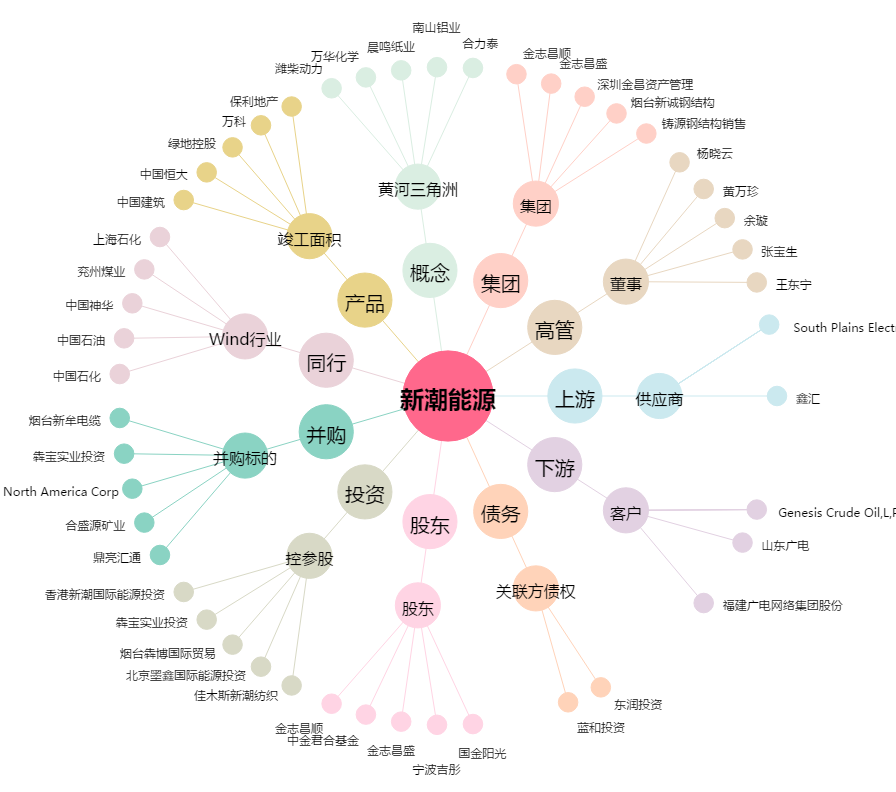 南山铝业
合力泰
晨鸣纸业
万华化学
潍柴动力
金志昌顺
金志昌盛
深圳金昌资产管理
烟台新诚钢结构
铸源钢结构销售
保利地产
万科
绿地控股
中国恒大
中国建筑
杨晓云
黄万珍
余璇
张宝生
王东宁
黄河三角洲
集团
竣工面积
董事
概念
集团
产品
高管
上海石化
兖州煤业
中国神华
中国石油
中国石化
Wind行业
同行
新潮能源
上游
供应商
South Plains Electri
鑫汇
烟台新牟电缆
犇宝实业投资
North America Corp
合盛源矿业
鼎亮汇通
并购标的
并购
下游
客户
Genesis Crude Oil,L,P
山东广电
福建广电网络集团股份
投资
股东
债务
控参股
股东
关联方债权
香港新潮国际能源投资
犇宝实业投资
烟台犇博国际贸易
北京墨鑫国际能源投资
佳木斯新潮纺织
金志昌顺
中金君合基金
金志昌盛
宁波吉彤
国金阳光
蓝和投资
东润投资